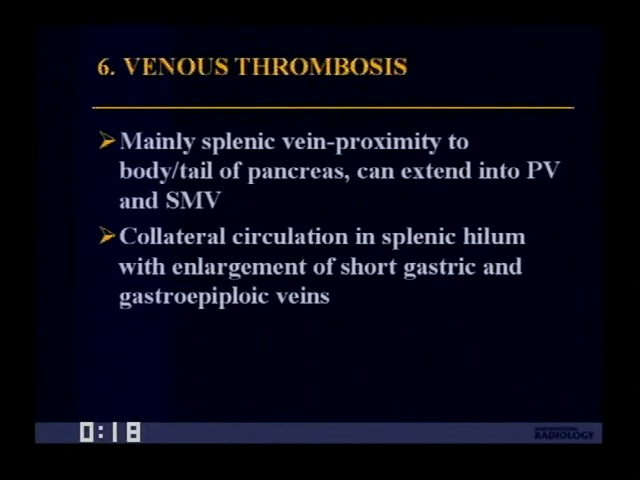 6. VENOUS THROMBOSIS
Mainly splenic vein-proximity to
body/tail of pancreas, can extend into PV
and SMV
Collateral circulation in splenic hilum
with enlargement of short gastric and
gastroepiploic veins
0:18
RADIOLOGY